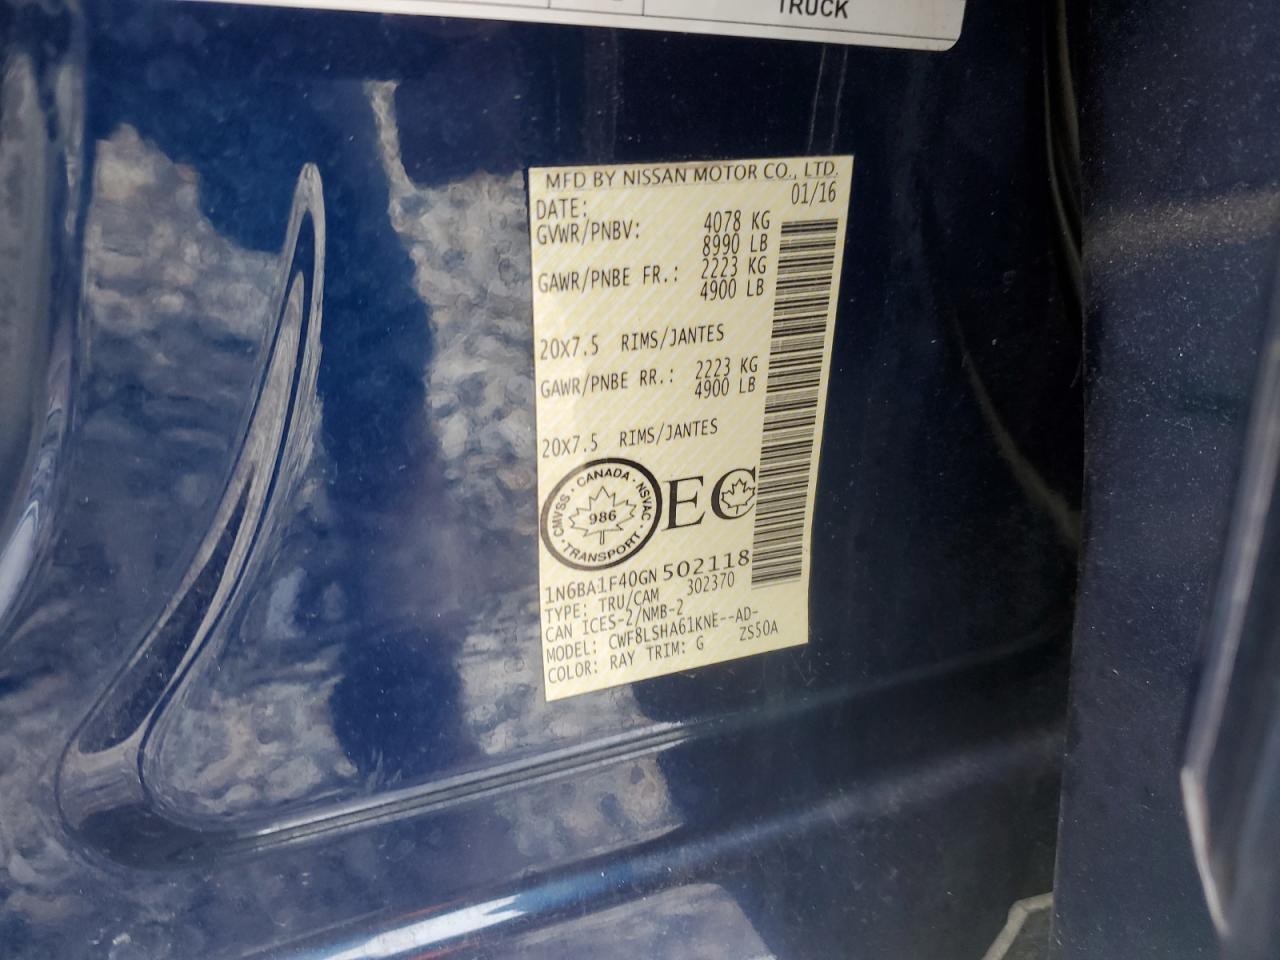 TRUCK
MFD BY NISSAN MOTOR CO., LTD.
DATE: 01/16
GVWR/PNBV: 4078 KG
8990 LB
GAWR/PNBE FR.: 2223 KG
4900 LB
20X7.5 RIMS/JANTES
GAWR/PNBE RR.: 2223 KG
4900 LB
20X7.5 RIMS/JANTES
CANADA · NSVAC · TRANSPORT · CMVSS ·
986
EC
1N6BA1F40GN502118
TYPE: TRU/CAM 302370
CAN ICES-2/NMB-2
MODEL: CWF8LSHA61KNE--AD-
COLOR: RAY TRIM: G ZS50A